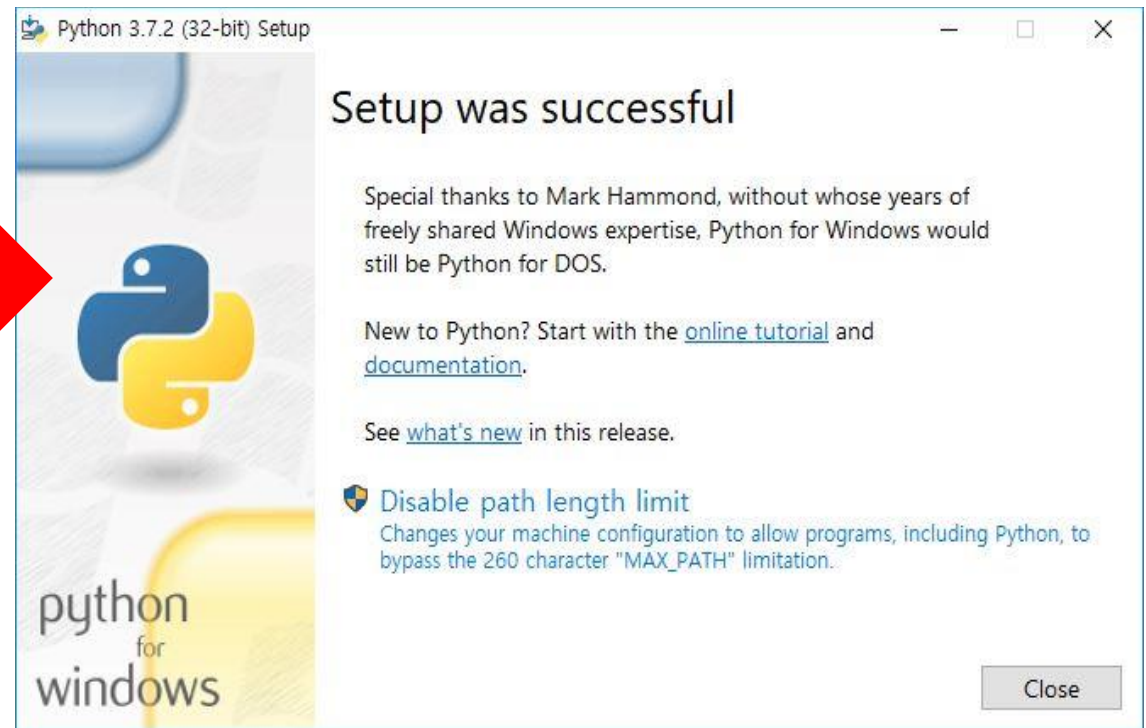 Python 3.7.2 (32-bit) Setup
Setup was successful
Special thanks to Mark Hammond, without whose years of
freely shared Windows expertise, Python for Windows would
still be Python for DOS.
New to Python? Start with the online tutorial and
documentation.
See what's new in this release.
Disable path length limit
Changes your machine configuration to allow programs, including Python, to
bypass the 260 character "MAX_PATH" limitation.
python
for
windows
Close